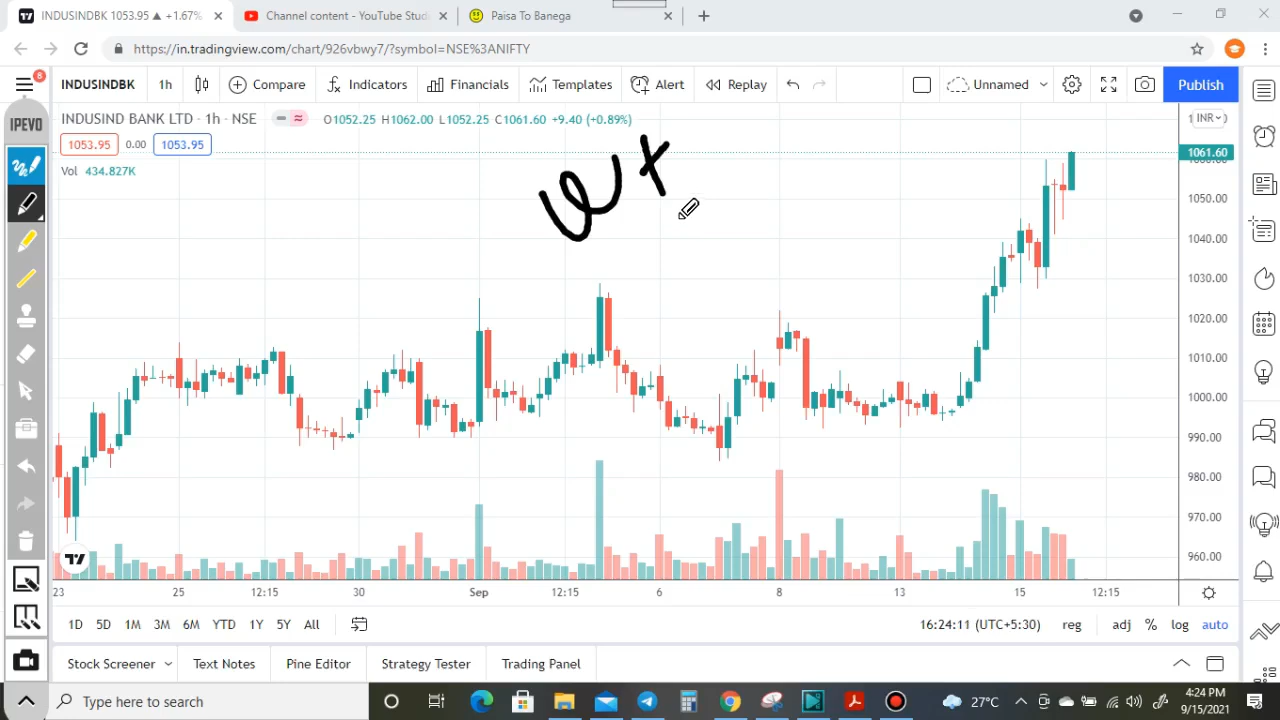 INDUSINDBK 1053.95 ▲ +1.67%
Channel content - YouTube Stud
Paisa To Banega
https://in.tradingview.com/chart/926vbwy7/?symbol=NSE%3ANIFTY
8
INDUSINDBK 1h Compare Indicators Financials Templates Alert Replay Unnamed Publish
IPEVO
INDUSIND BANK LTD · 1h · NSE O1052.25 H1062.00 L1052.25 C1061.60 +9.40 (+0.89%)
INR
1053.95 0.00 1053.95
Vol 434.827K
1061.60
1050.00
1040.00
1030.00
1020.00
1010.00
1000.00
990.00
980.00
970.00
960.00
23 25 12:15 30 Sep 12:15 6 8 13 15 12:15
1D 5D 1M 3M 6M YTD 1Y 5Y All 16:24:11 (UTC+5:30) reg adj % log auto
Stock Screener Text Notes Pine Editor Strategy Tester Trading Panel
Type here to search
27°C
4:24 PM
9/15/2021